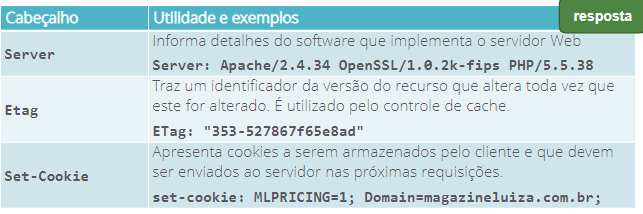 Cabeçalho
Utilidade e exemplos
resposta
Server
Informa detalhes do software que implementa o servidor Web
Server: Apache/2.4.34 OpenSSL/1.0.2k-fips PHP/5.5.38
Etag
Traz um identificador da versão do recurso que altera toda vez que
este for alterado. É utilizado pelo controle de cache.
ETag: "353-527867f65e8ad"
Set-Cookie
Apresenta cookies a serem armazenados pelo cliente e que devem
ser enviados ao servidor nas próximas requisições.
set-cookie: MLPRICING=1; Domain=magazineluiza.com.br;